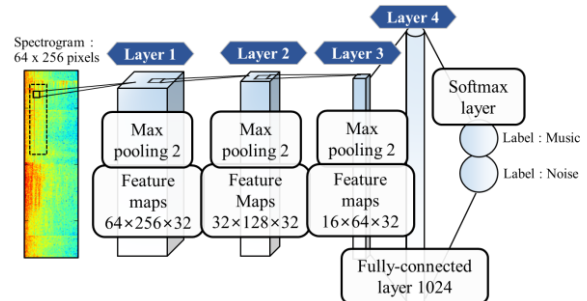 Spectrogram :
64 x 256 pixels
Layer 1
Layer 2
Layer 3
Layer 4
Max
pooling 2
Feature
maps
64×256×32
Max
pooling 2
Feature
Maps
32×128×32
Max
pooling 2
Feature
maps
16×64×32
Softmax
layer
Label : Music
Label : Noise
Fully-connected
layer 1024